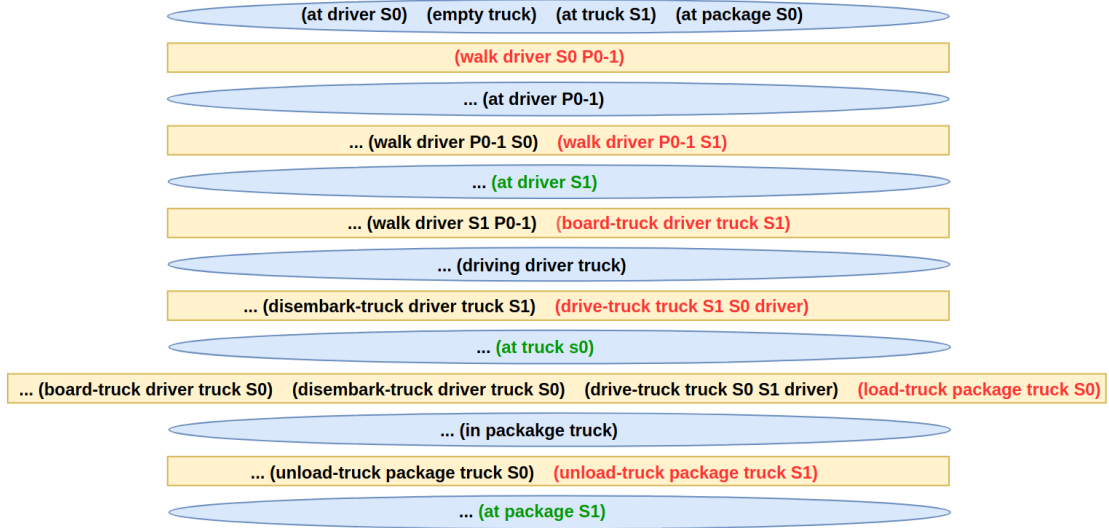 (at driver S0) (empty truck) (at truck S1) (at package S0)
(walk driver S0 P0-1)
... (at driver P0-1)
... (walk driver P0-1 S0) (walk driver P0-1 S1)
... (at driver S1)
... (walk driver S1 P0-1) (board-truck driver truck S1)
... (driving driver truck)
... (disembark-truck driver truck S1) (drive-truck truck S1 S0 driver)
... (at truck s0)
... (board-truck driver truck S0) (disembark-truck driver truck S0) (drive-truck truck S0 S1 driver) (load-truck package truck S0)
... (in packakge truck)
... (unload-truck package truck S0) (unload-truck package truck S1)
... (at package S1)